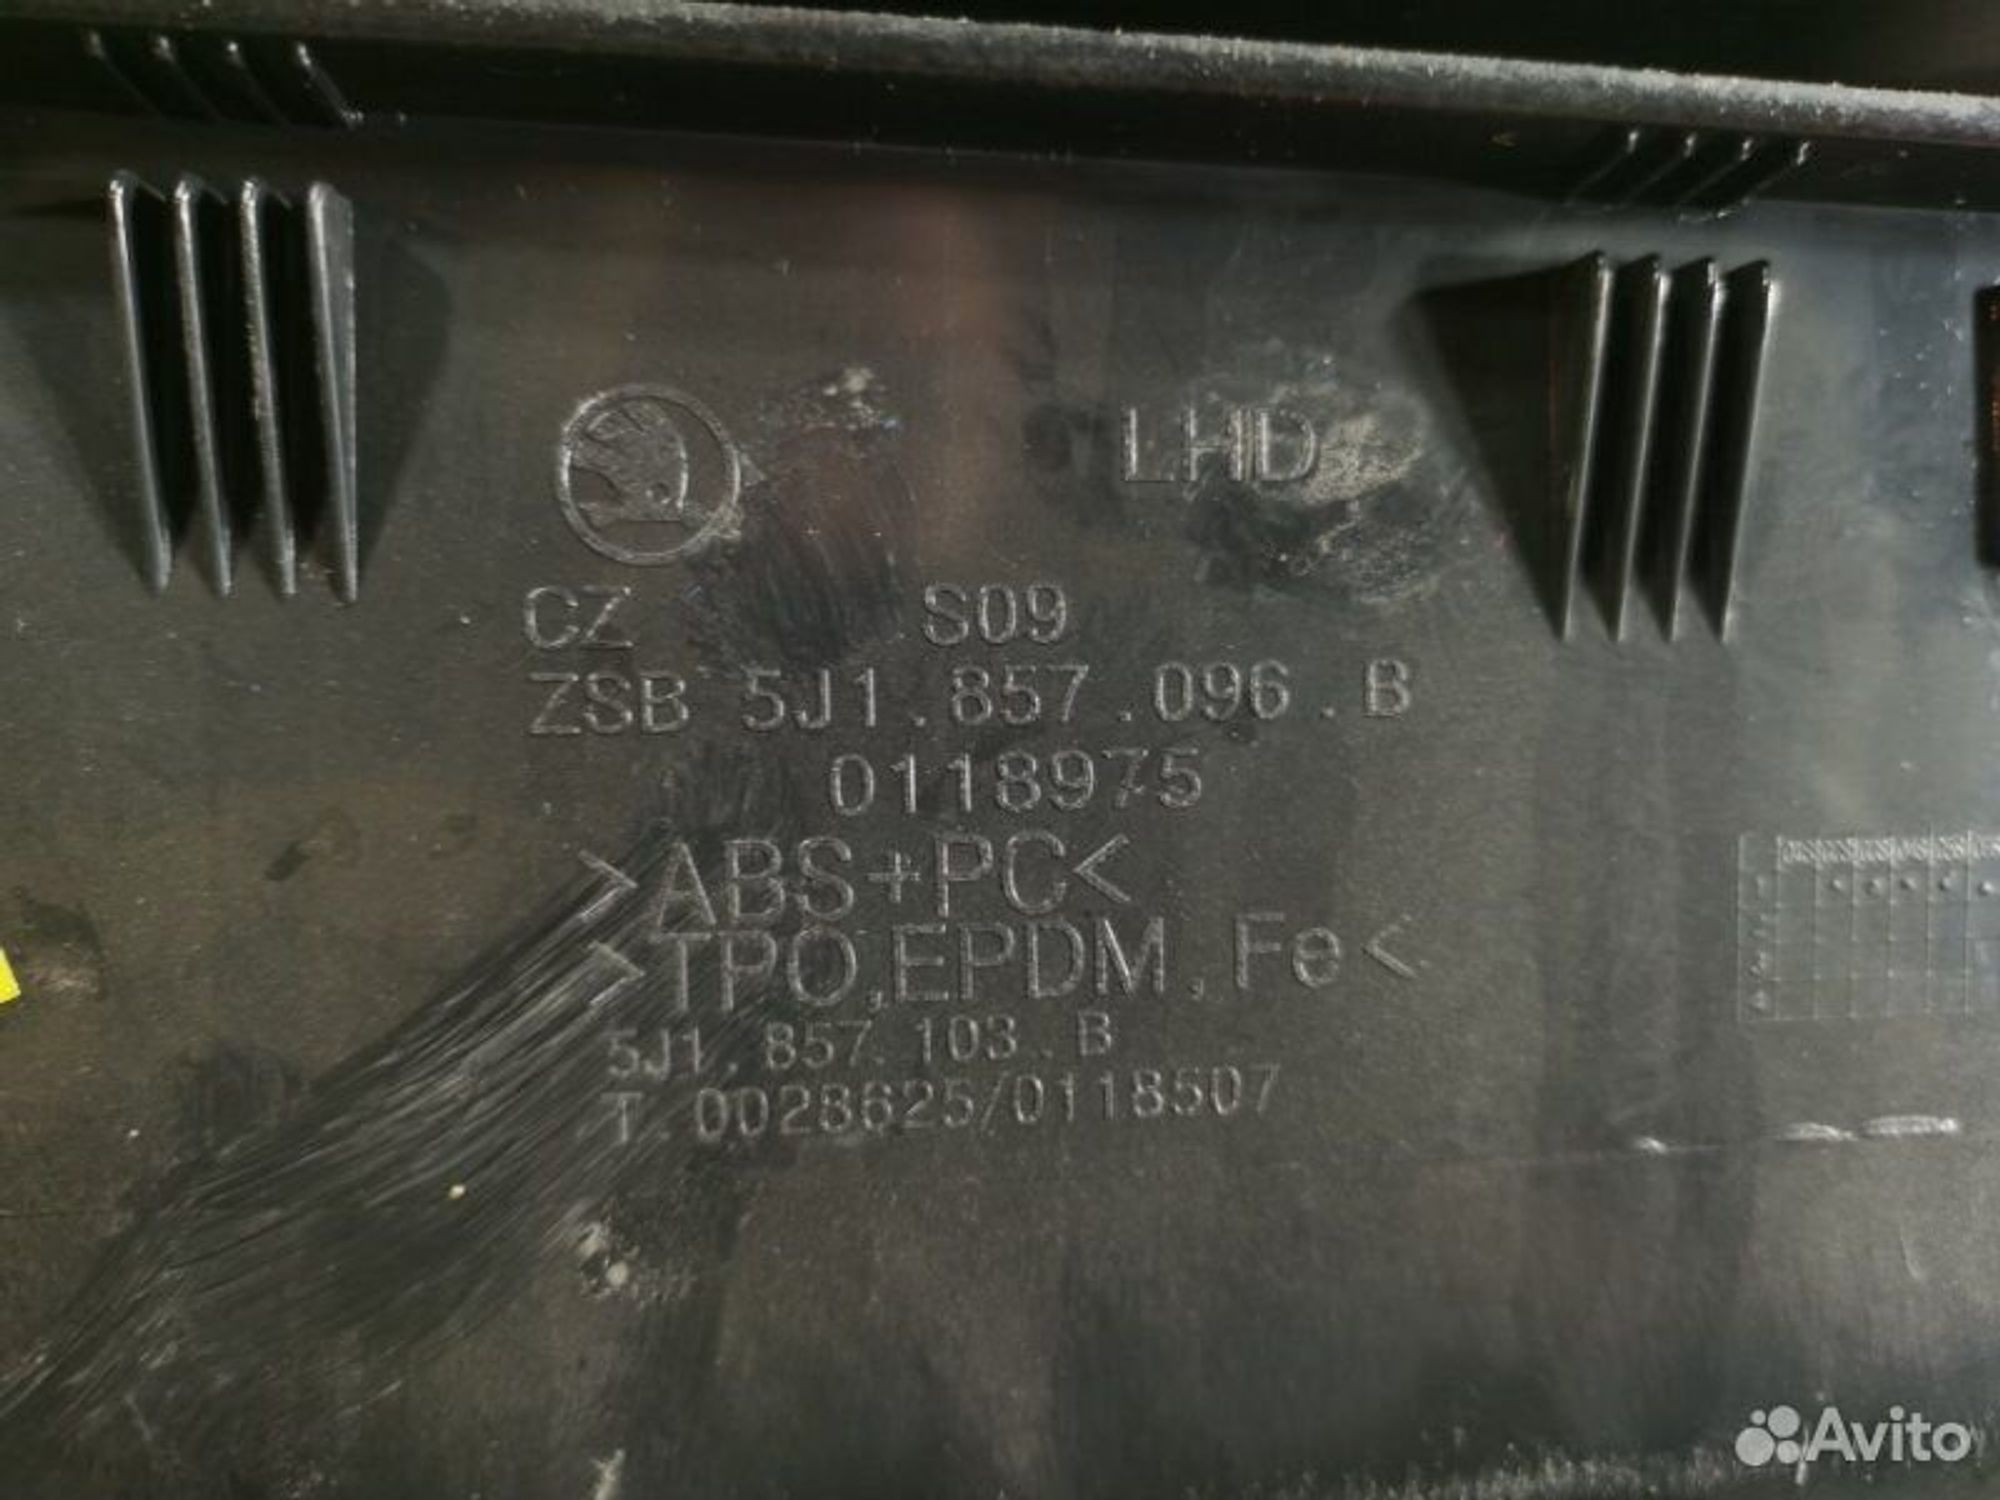 LHD
CZ S09
ZSB 5J1.857.096.B
0118975
>ABS+PC<
>TPO,EPDM,Fe<
5J1.857.103.B
T.0028625/0118507
Avito